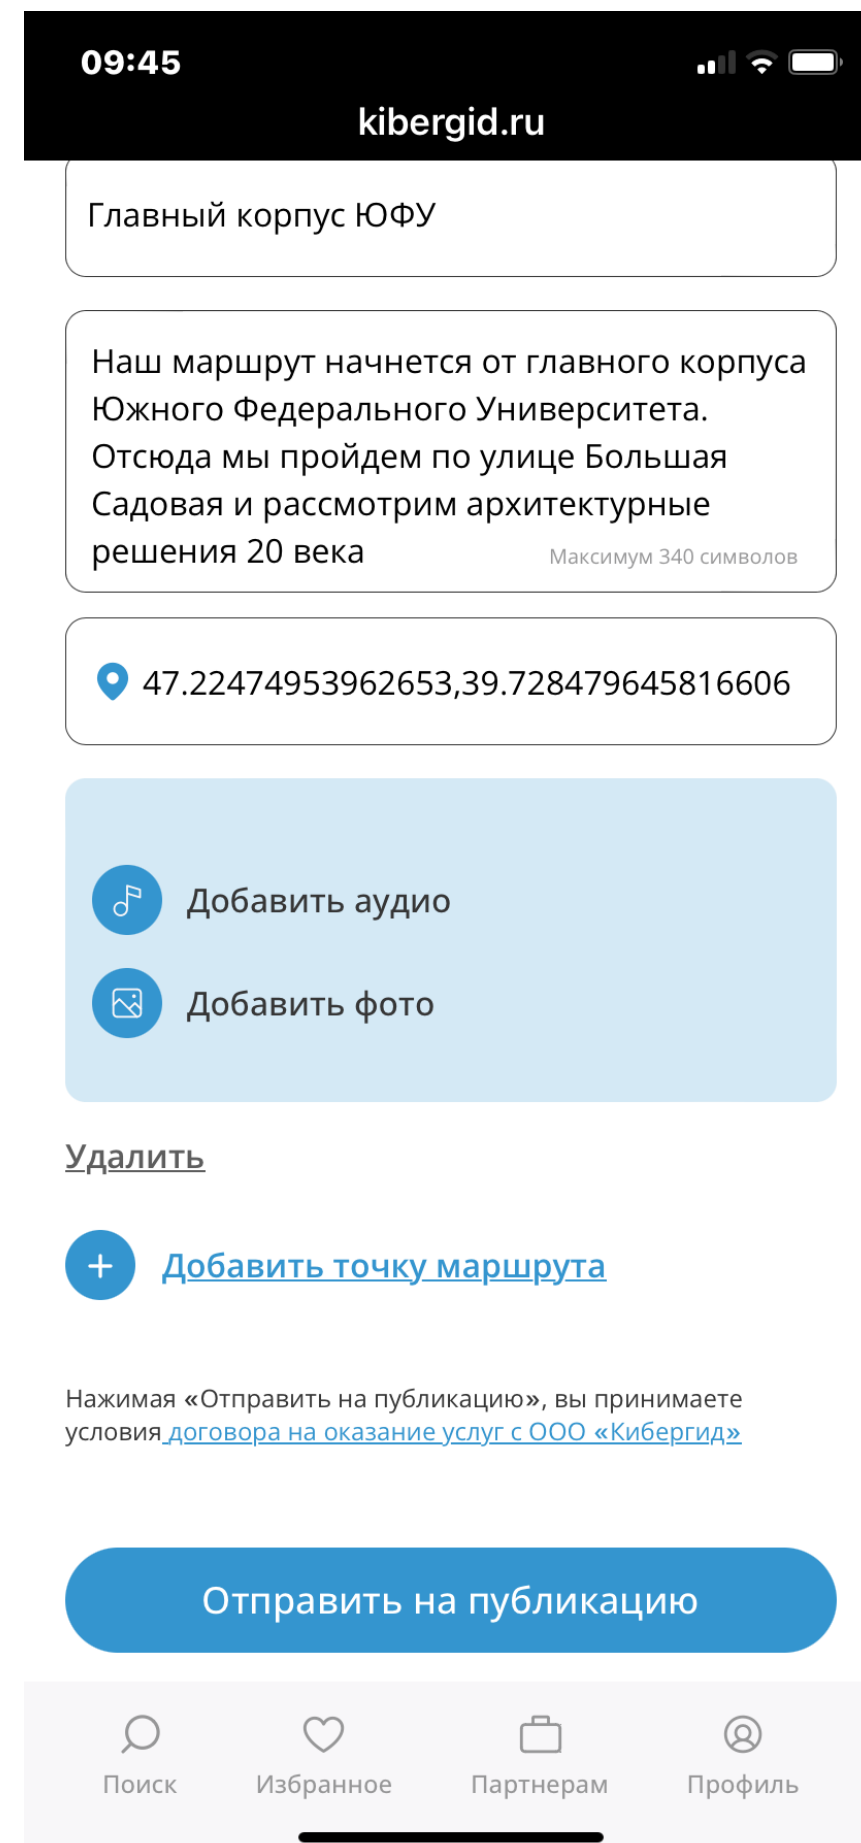 09:45
kibergid.ru
Главный корпус ЮФУ
Наш маршрут начнется от главного корпуса
Южного Федерального Университета.
Отсюда мы пройдем по улице Большая
Садовая и рассмотрим архитектурные
решения 20 века
Максимум 340 символов
47.22474953962653,39.728479645816606
Добавить аудио
Добавить фото
Удалить
Добавить точку маршрута
Нажимая «Отправить на публикацию», вы принимаете
условия договора на оказание услуг с ООО «Кибергид»
Отправить на публикацию
Поиск
Избранное
Партнерам
Профиль